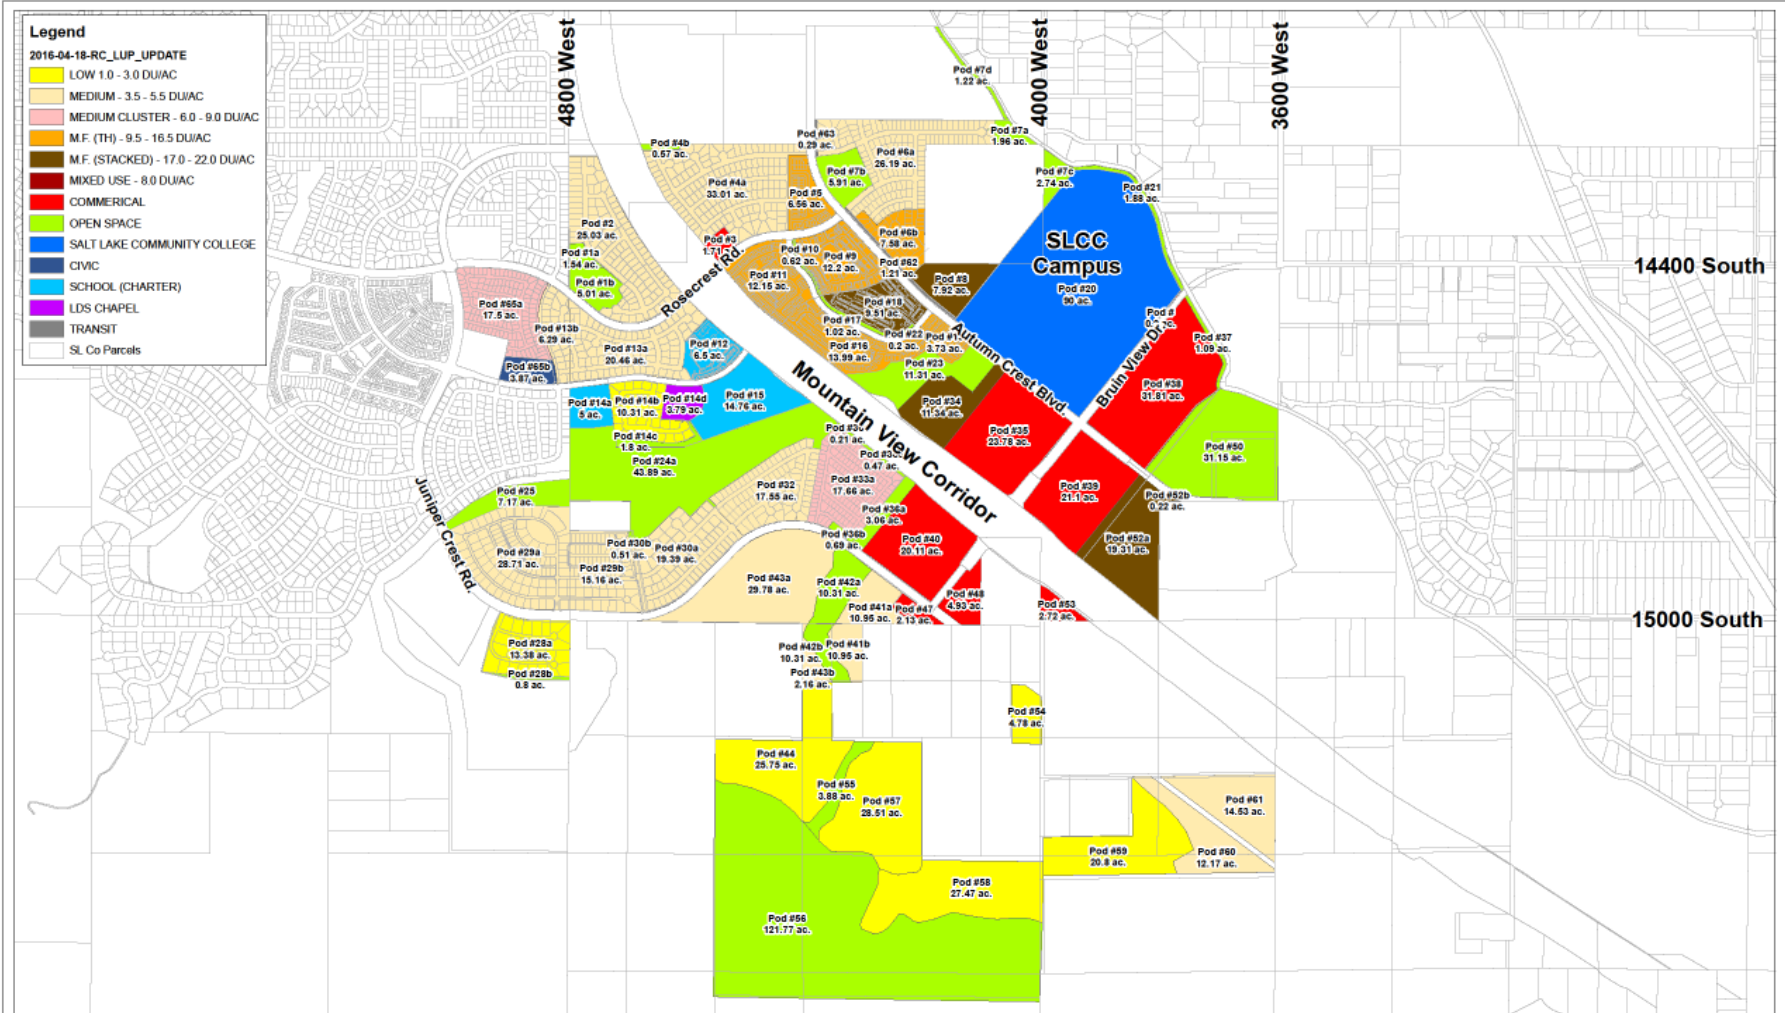 Legend
2016-04-18-RC_LUP_UPDATE
LOW 1.0 - 3.0 DU/AC
MEDIUM - 3.5 - 5.5 DU/AC
MEDIUM CLUSTER - 6.0 - 9.0 DU/AC
M.F. (TH) - 9.5 - 16.5 DU/AC
M.F. (STACKED) - 17.0 - 22.0 DU/AC
MIXED USE - 8.0 DU/AC
COMMERICAL
OPEN SPACE
SALT LAKE COMMUNITY COLLEGE
CIVIC
SCHOOL (CHARTER)
LDS CHAPEL
TRANSIT
SL Co Parcels
4800 West
4000 West
3600 West
14400 South
15000 South
Pod #7d
1.22 ac.
Pod #63
0.29 ac.
Pod #7a
1.96 ac.
Pod #4b
0.57 ac.
Pod #6a
26.19 ac.
Pod #7b
5.91 ac.
Pod #7c
2.74 ac.
Pod #4a
33.01 ac.
Pod #5
6.56 ac.
Pod #21
1.88 ac.
Pod #2
25.03 ac.
Pod #3
Pod #6b
7.58 ac.
SLCC
Campus
Pod #20
90 ac.
Pod #1a
1.54 ac.
Pod #10
0.62 ac.
Pod #9
12.2 ac.
Pod #62
1.21 ac.
Pod #1b
5.01 ac.
Rosecrest Rd.
Pod #11
12.15 ac.
Pod #8
7.92 ac.
Pod #65a
17.5 ac.
Pod #18
9.51 ac.
Pod #13b
6.29 ac.
Pod #17
1.02 ac.
Pod #22
0.2 ac.
3.73 ac.
Autumn Crest Blvd.
Bruin View Dr.
Pod #37
1.09 ac.
Pod #13a
20.46 ac.
Pod #12
6.5 ac.
Pod #16
13.99 ac.
Pod #65b
3.87 ac.
Pod #23
11.31 ac.
Mountain View Corridor
Pod #38
31.81 ac.
Pod #14a
5 ac.
Pod #14b
10.31 ac.
Pod #14d
3.79 ac.
Pod #15
14.76 ac.
Pod #34
11.34 ac.
Pod #35
23.78 ac.
Pod #14c
1.8 ac.
0.21 ac.
Pod #24a
43.89 ac.
0.47 ac.
Pod #50
31.15 ac.
Pod #33a
17.66 ac.
Pod #32
17.55 ac.
Pod #25
7.17 ac.
Pod #39
21.1 ac.
Pod #52b
0.22 ac.
Juniper Crest Rd.
Pod #36a
3.06 ac.
Pod #36b
0.69 ac.
Pod #40
20.11 ac.
Pod #52a
19.31 ac.
Pod #29a
28.71 ac.
Pod #30b
0.51 ac.
Pod #30a
19.39 ac.
Pod #29b
15.16 ac.
Pod #43a
29.78 ac.
Pod #42a
10.31 ac.
Pod #41a
10.95 ac.
Pod #47
2.13 ac.
Pod #48
4.93 ac.
Pod #53
2.72 ac.
Pod #28a
13.38 ac.
Pod #28b
0.8 ac.
Pod #42b
10.31 ac.
Pod #41b
10.95 ac.
Pod #43b
2.16 ac.
Pod #54
4.78 ac.
Pod #44
25.75 ac.
Pod #55
3.88 ac.
Pod #57
28.51 ac.
Pod #61
14.53 ac.
Pod #59
20.8 ac.
Pod #60
12.17 ac.
Pod #58
27.47 ac.
Pod #56
121.77 ac.